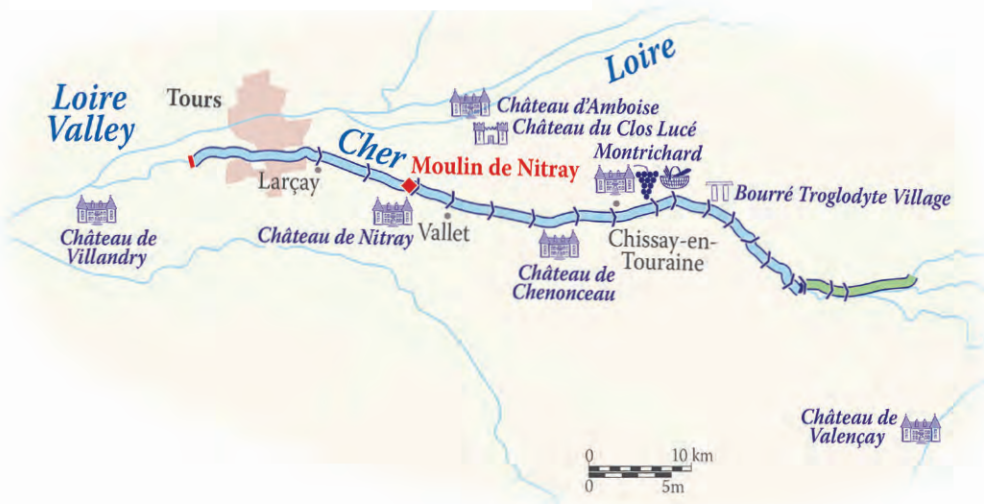 Loire
Loire
Valley
Tours
Château d'Amboise
Château du Clos Lucé
Cher
Montrichard
Moulin de Nitray
Larçay
Bourré Troglodyte Village
Château de
Villandry
Château de Nitray
Vallet
Chissay-en-
Touraine
Château de
Chenonceau
Château de
Valençay
0 10 km
0 5m